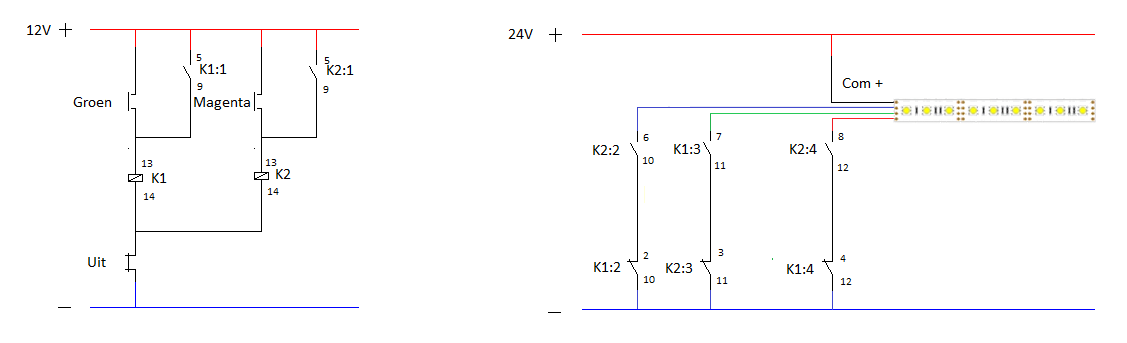 12V +
5
K1:1
9
5
K2:1
9
Groen
Magenta
13
K1
14
13
K2
14
Uit
—
24V +
Com +
6
K2:2
10
7
K1:3
11
8
K2:4
12
2
K1:2
10
3
K2:3
11
4
K1:4
12
—